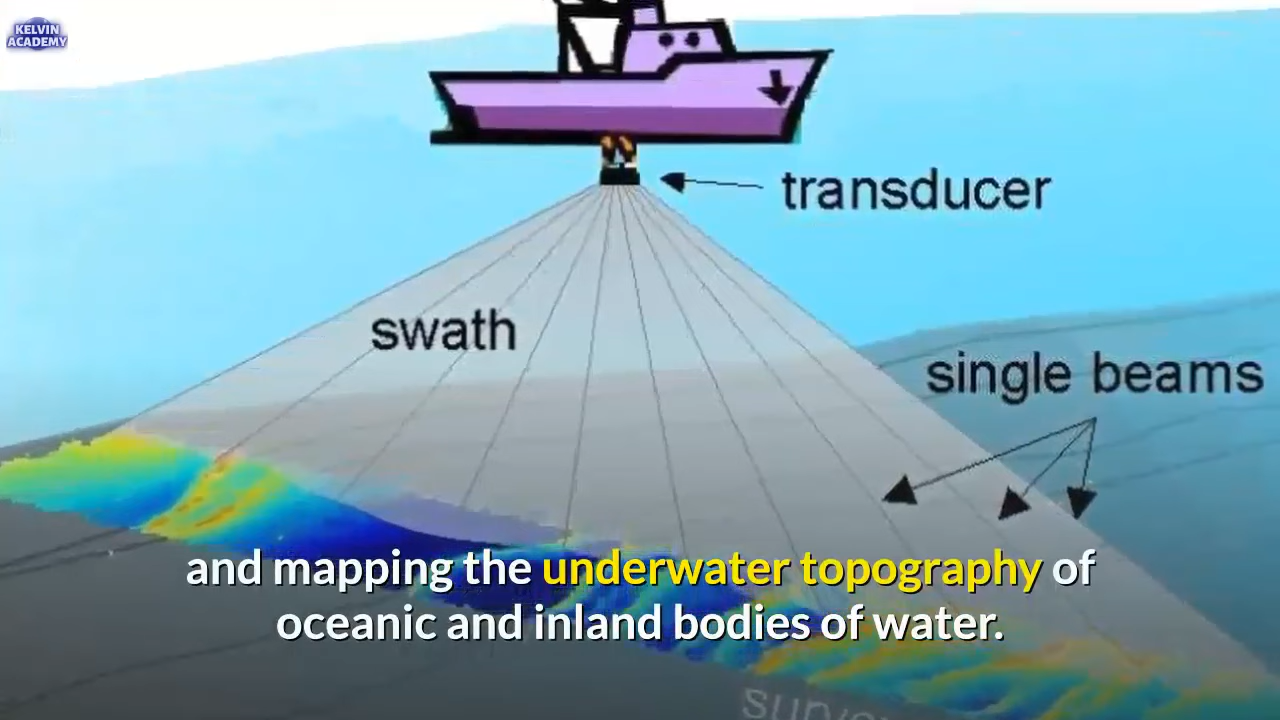 KELVIN
ACADEMY
transducer
swath
single beams
and mapping the underwater topography of
oceanic and inland bodies of water.